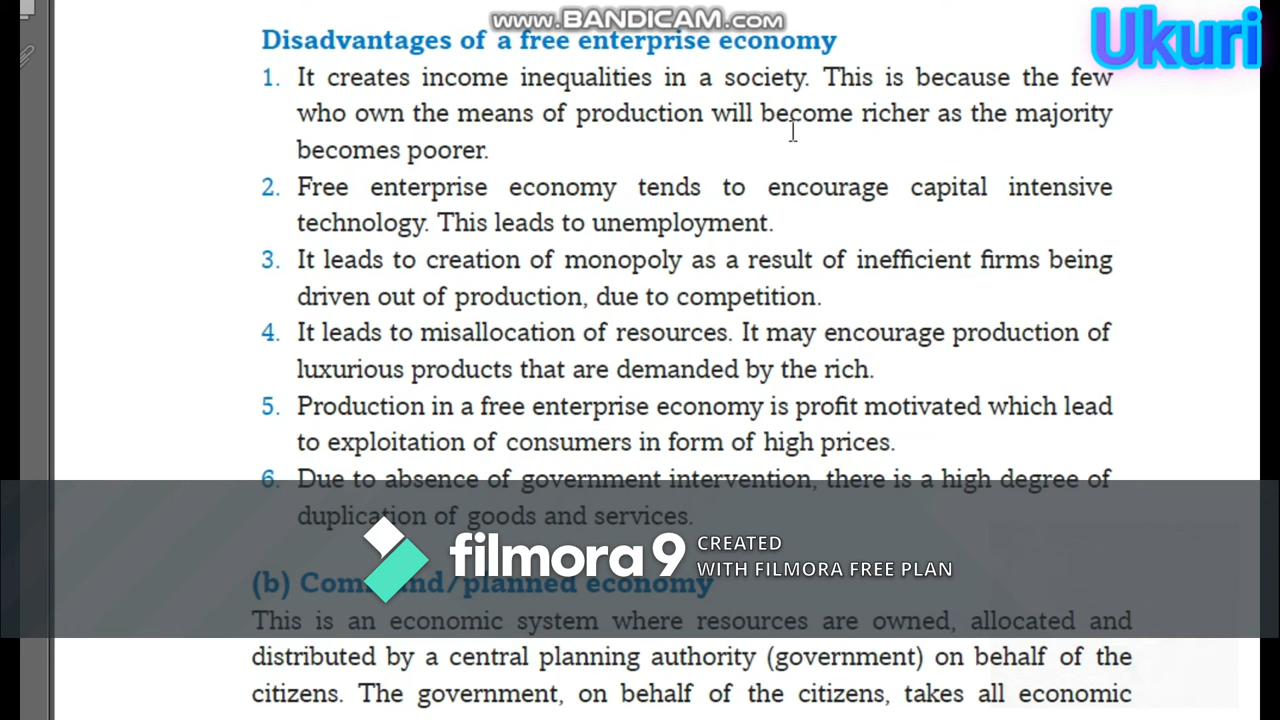 www.BANDICAM.com
Ukuri
Disadvantages of a free enterprise economy
1. It creates income inequalities in a society. This is because the few
who own the means of production will become richer as the majority
becomes poorer.
2. Free enterprise economy tends to encourage capital intensive
technology. This leads to unemployment.
3. It leads to creation of monopoly as a result of inefficient firms being
driven out of production, due to competition.
4. It leads to misallocation of resources. It may encourage production of
luxurious products that are demanded by the rich.
5. Production in a free enterprise economy is profit motivated which lead
to exploitation of consumers in form of high prices.
6. Due to absence of government intervention, there is a high degree of
duplication of goods and services.
filmora 9 CREATED
WITH FILMORA FREE PLAN
(b) Command/planned economy
This is an economic system where resources are owned, allocated and
distributed by a central planning authority (government) on behalf of the
citizens. The government, on behalf of the citizens, takes all economic